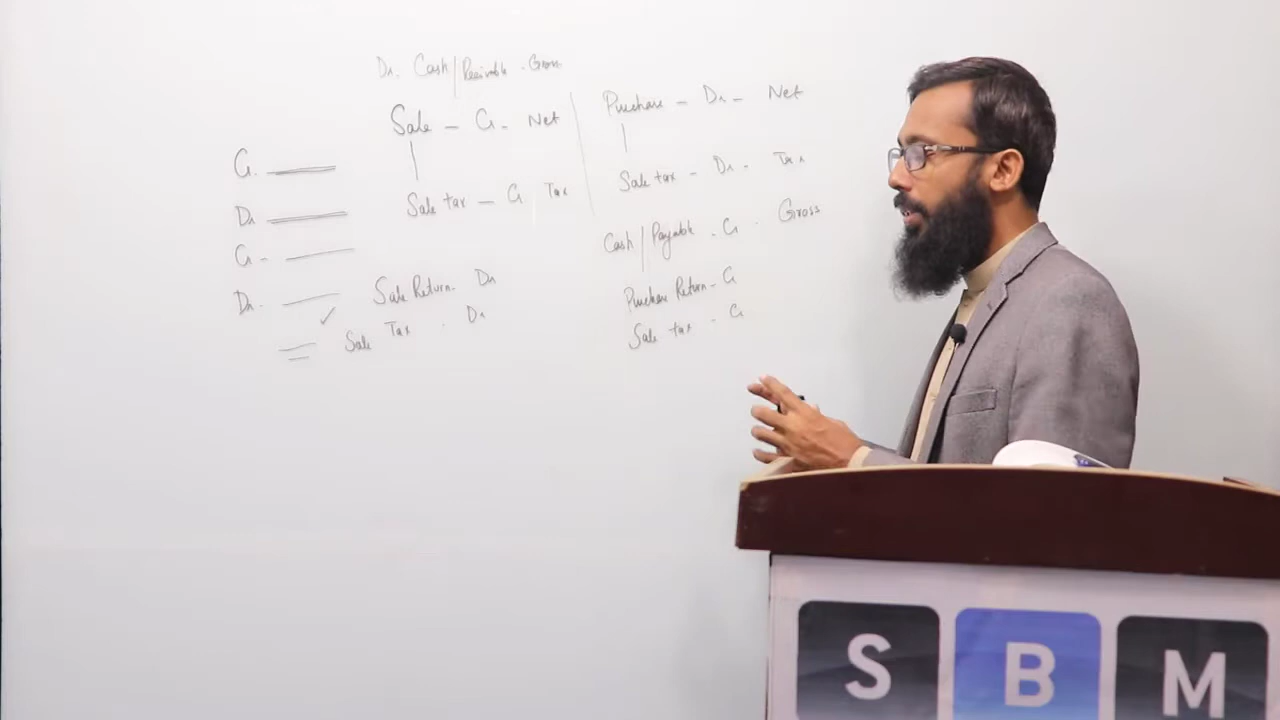 Dr. Cash/Receivable - Gross
Sale - Cr - Net
Sale tax - Cr Tax
Purchase - Dr - Net
Sale tax - Dr - Tax
Cash/Payable - Cr - Gross
Purchase Return - Cr
Sale tax - Cr
Cr.
Dr
Cr -
Dr.
Sale Return - Dr
Sale Tax - Dr
S B M